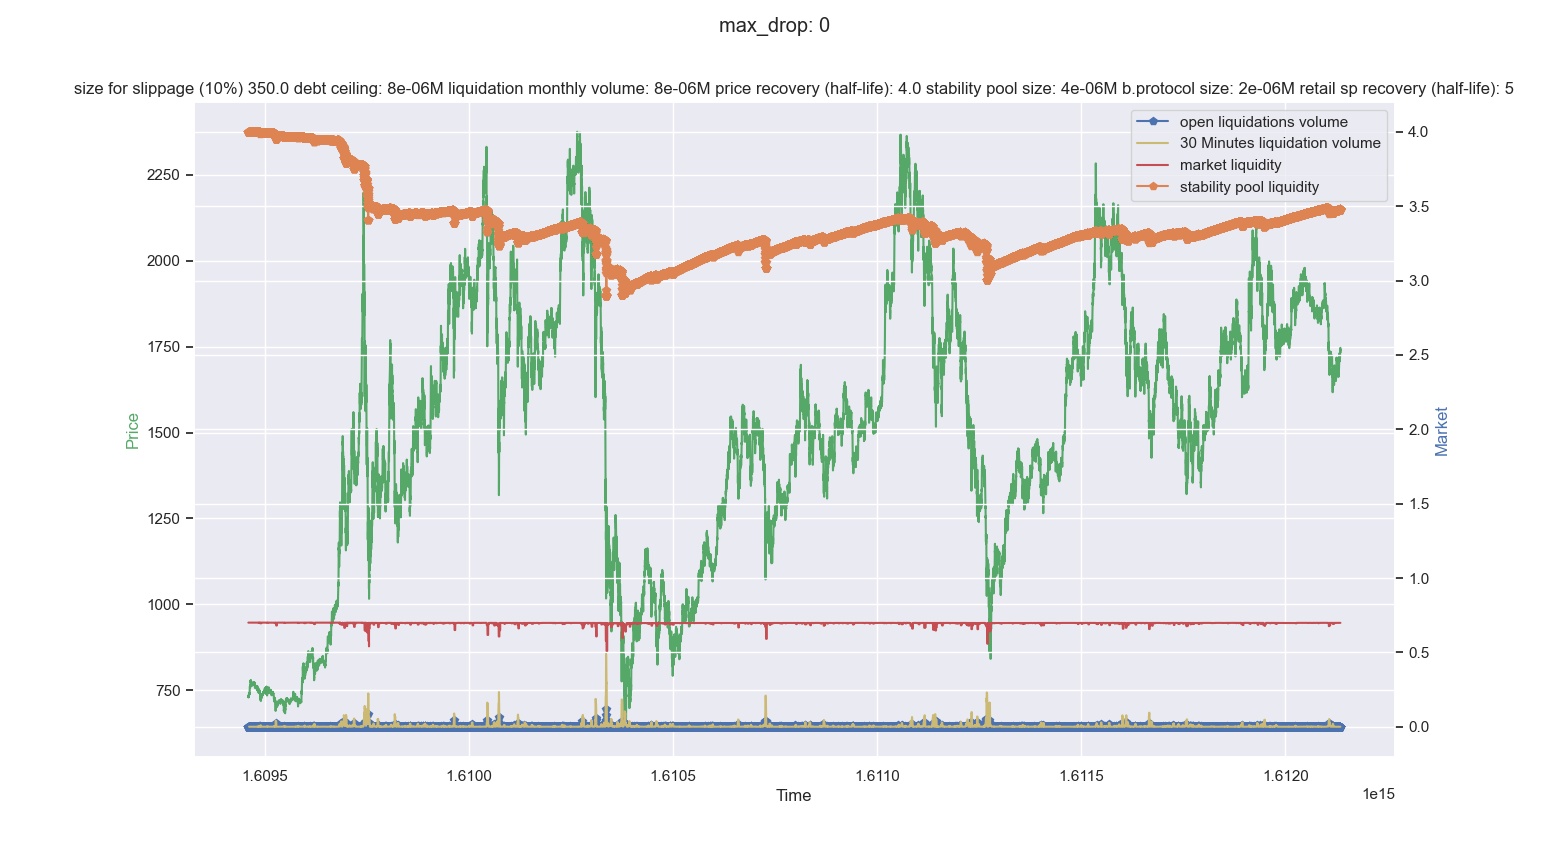 max_drop: 0
size for slippage (10%) 350.0 debt ceiling: 8e-06M liquidation monthly volume: 8e-06M price recovery (half-life): 4.0 stability pool size: 4e-06M b.protocol size: 2e-06M retail sp recovery (half-life): 5
open liquidations volume
30 Minutes liquidation volume
market liquidity
stability pool liquidity
2250
2000
1750
1500
1250
1000
750
Price
4.0
3.5
3.0
2.5
2.0
1.5
1.0
0.5
0.0
Market
1.6095 1.6100 1.6105 1.6110 1.6115 1.6120
1e15
Time